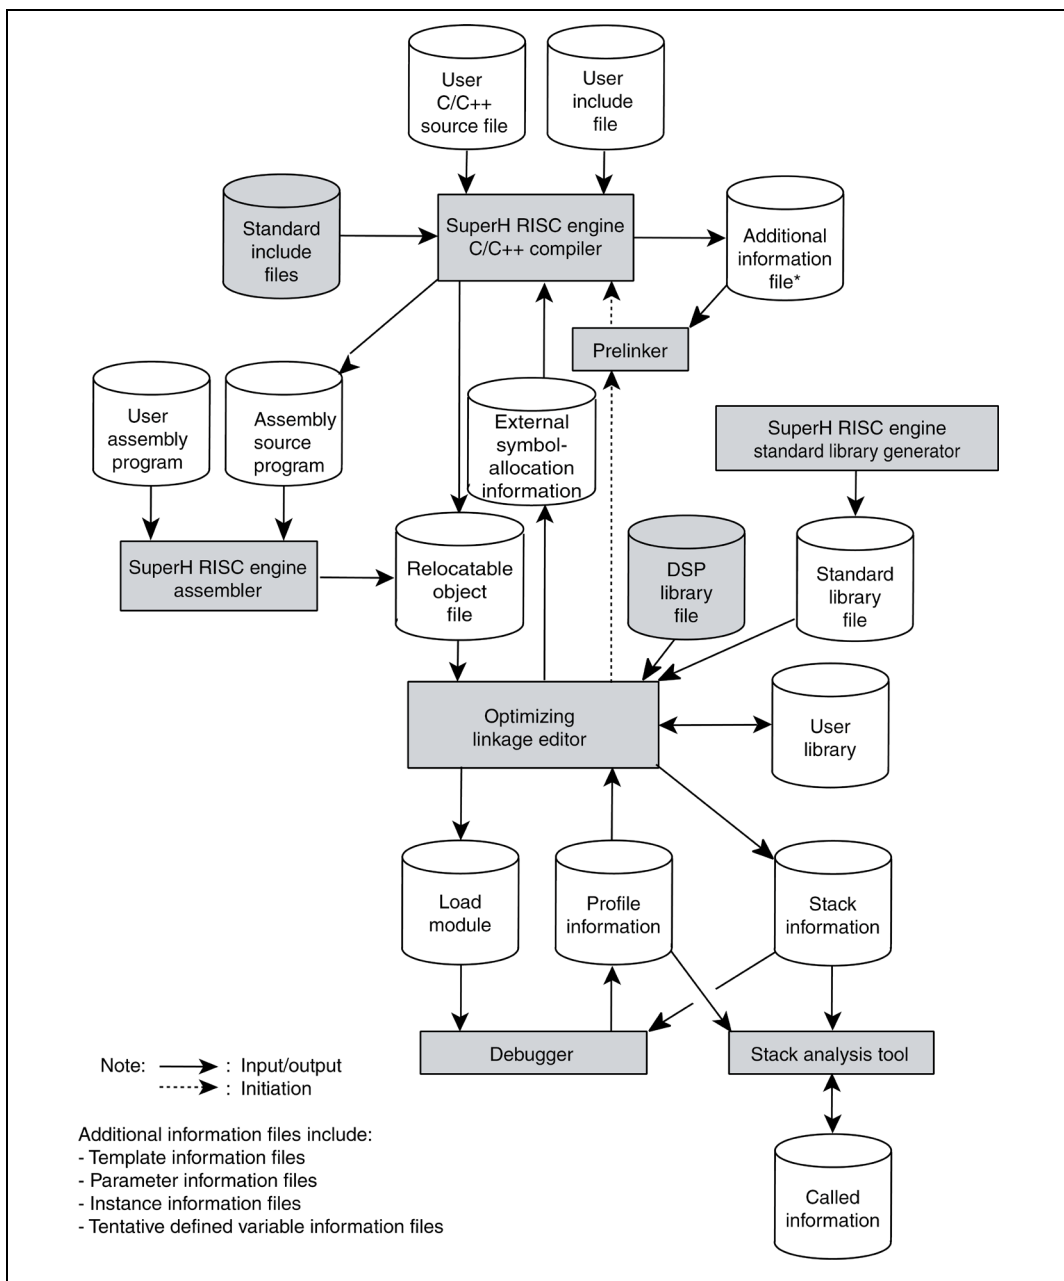 User
C/C++
source file
User
include
file
Standard
include
files
SuperH RISC engine
C/C++ compiler
Additional
information
file*
Prelinker
User
assembly
program
Assembly
source
program
External
symbol-
allocation
information
SuperH RISC engine
standard library generator
SuperH RISC engine
assembler
Relocatable
object
file
DSP
library
file
Standard
library
file
Optimizing
linkage editor
User
library
Load
module
Profile
information
Stack
information
Debugger
Stack analysis tool
Note: : Input/output
: Initiation
Called
information
Additional information files include:
- Template information files
- Parameter information files
- Instance information files
- Tentative defined variable information files